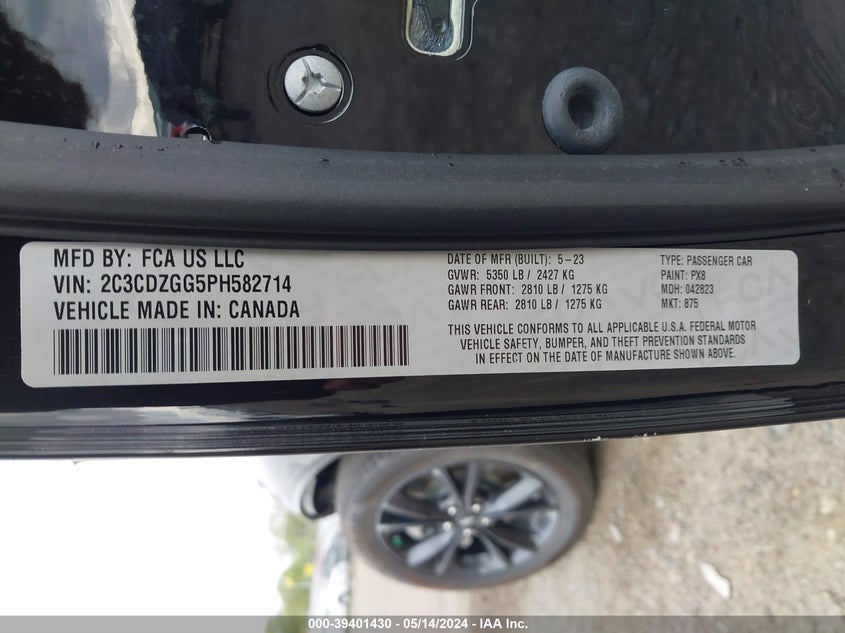 MFD BY: FCA US LLC
VIN: 2C3CDZGG5PH582714
VEHICLE MADE IN: CANADA
DATE OF MFR (BUILT): 5-23
GVWR: 5350 LB / 2427 KG
GAWR FRONT: 2810 LB / 1275 KG
GAWR REAR: 2810 LB / 1275 KG
TYPE: PASSENGER CAR
PAINT: PX8
MDH: 042823
MKT: 875
THIS VEHICLE CONFORMS TO ALL APPLICABLE U.S.A. FEDERAL MOTOR
VEHICLE SAFETY, BUMPER, AND THEFT PREVENTION STANDARDS
IN EFFECT ON THE DATE OF MANUFACTURE SHOWN ABOVE.
000-39401430 - 05/14/2024 - IAA Inc.